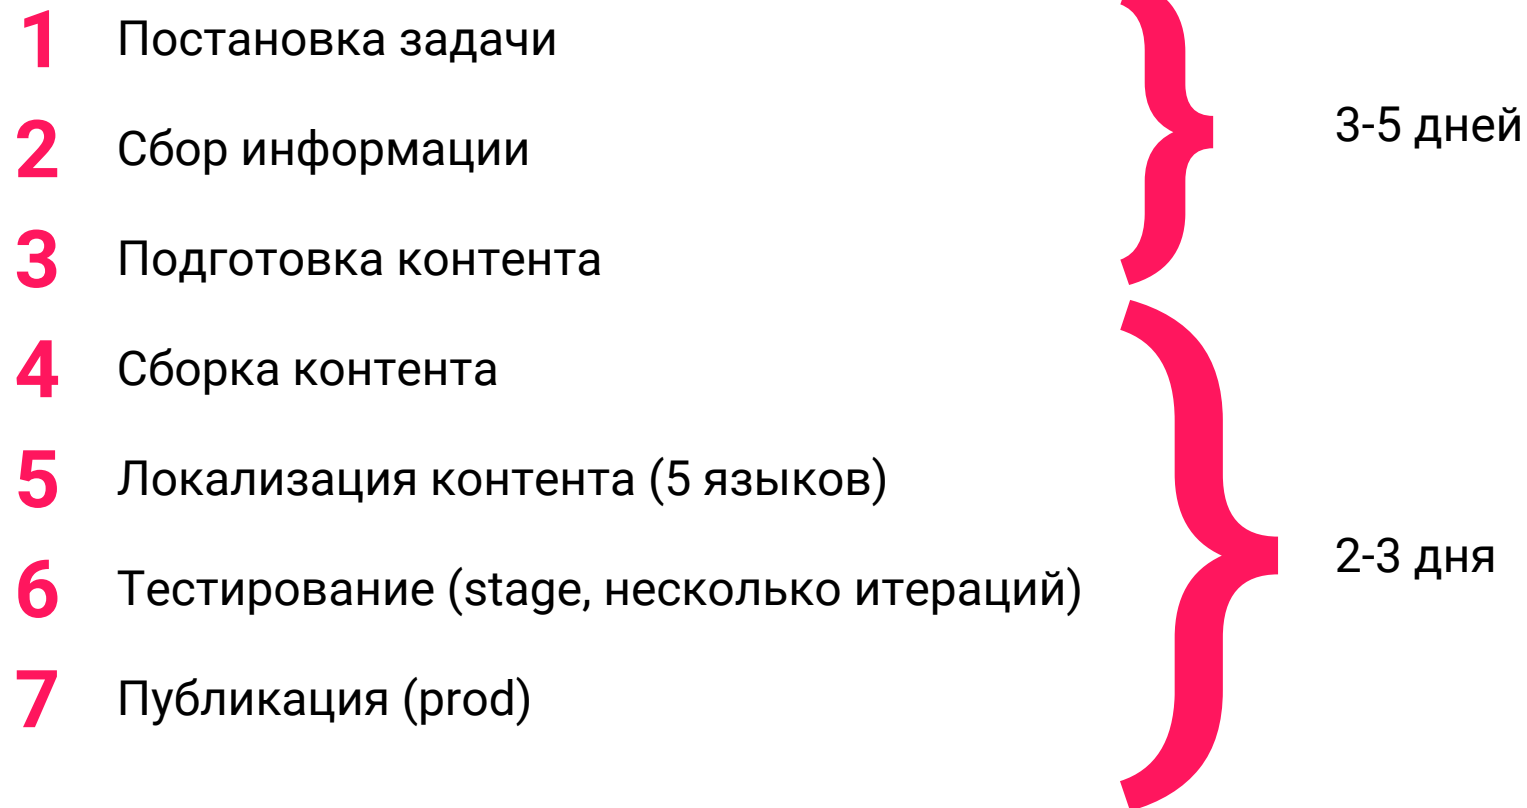 1 Постановка задачи
2 Сбор информации
3 Подготовка контента
3-5 дней
4 Сборка контента
5 Локализация контента (5 языков)
6 Тестирование (stage, несколько итераций)
7 Публикация (prod)
2-3 дня